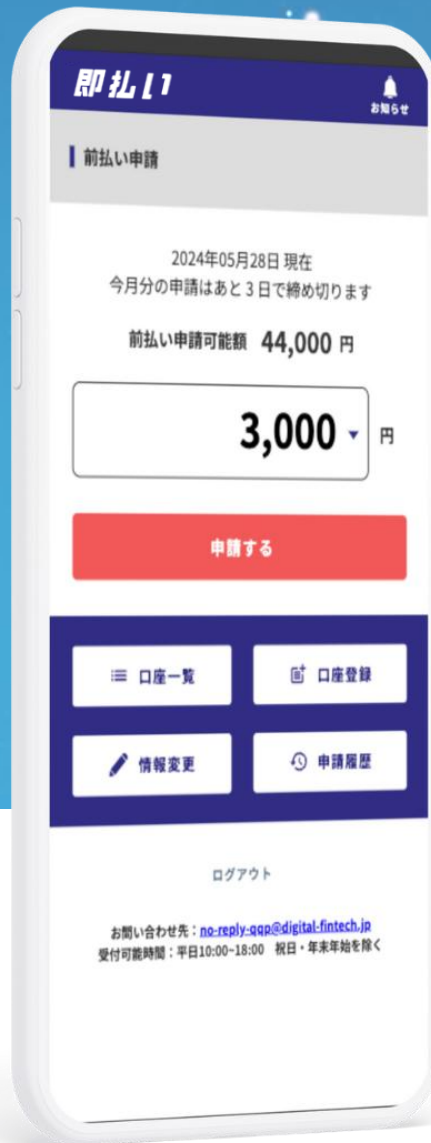 即払い
お知らせ
前払い申請
2024年05月28日 現在
今月分の申請はあと3日で締め切ります
前払い申請可能額 44,000 円
3,000 円
申請する
口座一覧
口座登録
情報変更
申請履歴
ログアウト
お問い合わせ先：no-reply-qqp@digital-fintech.jp
受付可能時間：平日10:00~18:00 祝日・年末年始を除く